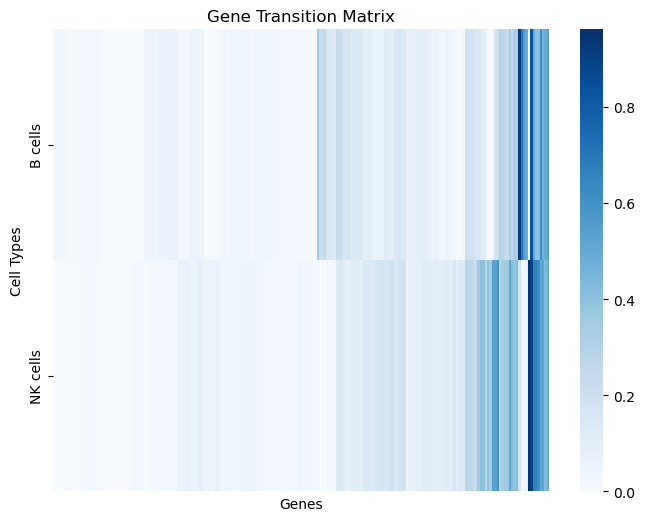 Gene Transition Matrix
Cell Types
B cells
NK cells
Genes
0.8
0.6
0.4
0.2
0.0